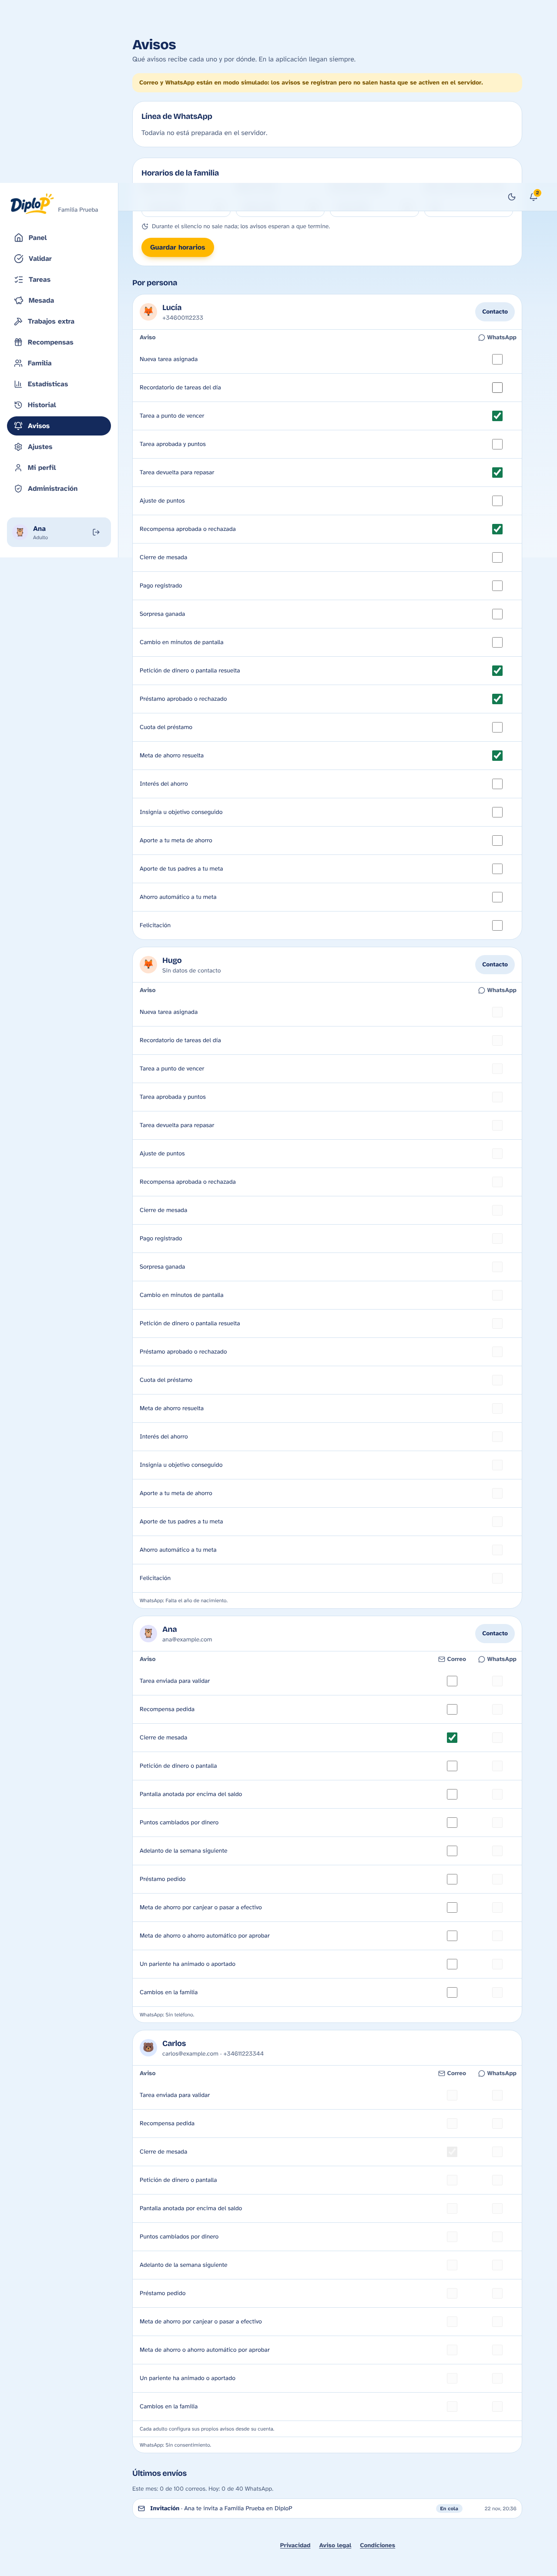 Avisos
Qué avisos recibe cada uno y por dónde. En la aplicación llegan siempre.
Correo y WhatsApp están en modo simulado: los avisos se registran pero no salen hasta que se activen en el servidor.
Línea de WhatsApp
Todavía no está preparada en el servidor.
Horarios de la familia
DiploP
Familia Prueba
2
Panel
Validar
Tareas
Mesada
Trabajos extra
Recompensas
Familia
Estadísticas
Historial
Avisos
Ajustes
Mi perfil
Administración
Ana
Adulto
Durante el silencio no sale nada; los avisos esperan a que termine.
Guardar horarios
Por persona
Lucía
+34600112233
Contacto
Aviso WhatsApp
Nueva tarea asignada
Recordatorio de tareas del día
Tarea a punto de vencer
Tarea aprobada y puntos
Tarea devuelta para repasar
Ajuste de puntos
Recompensa aprobada o rechazada
Cierre de mesada
Pago registrado
Sorpresa ganada
Cambio en minutos de pantalla
Petición de dinero o pantalla resuelta
Préstamo aprobado o rechazado
Cuota del préstamo
Meta de ahorro resuelta
Interés del ahorro
Insignia u objetivo conseguido
Aporte a tu meta de ahorro
Aporte de tus padres a tu meta
Ahorro automático a tu meta
Felicitación
Hugo
Sin datos de contacto
Contacto
Aviso WhatsApp
Nueva tarea asignada
Recordatorio de tareas del día
Tarea a punto de vencer
Tarea aprobada y puntos
Tarea devuelta para repasar
Ajuste de puntos
Recompensa aprobada o rechazada
Cierre de mesada
Pago registrado
Sorpresa ganada
Cambio en minutos de pantalla
Petición de dinero o pantalla resuelta
Préstamo aprobado o rechazado
Cuota del préstamo
Meta de ahorro resuelta
Interés del ahorro
Insignia u objetivo conseguido
Aporte a tu meta de ahorro
Aporte de tus padres a tu meta
Ahorro automático a tu meta
Felicitación
WhatsApp: Falta el año de nacimiento.
Ana
ana@example.com
Contacto
Aviso Correo WhatsApp
Tarea enviada para validar
Recompensa pedida
Cierre de mesada
Petición de dinero o pantalla
Pantalla anotada por encima del saldo
Puntos cambiados por dinero
Adelanto de la semana siguiente
Préstamo pedido
Meta de ahorro por canjear o pasar a efectivo
Meta de ahorro o ahorro automático por aprobar
Un pariente ha animado o aportado
Cambios en la familia
WhatsApp: Sin teléfono.
Carlos
carlos@example.com · +34611223344
Aviso Correo WhatsApp
Tarea enviada para validar
Recompensa pedida
Cierre de mesada
Petición de dinero o pantalla
Pantalla anotada por encima del saldo
Puntos cambiados por dinero
Adelanto de la semana siguiente
Préstamo pedido
Meta de ahorro por canjear o pasar a efectivo
Meta de ahorro o ahorro automático por aprobar
Un pariente ha animado o aportado
Cambios en la familia
Cada adulto configura sus propios avisos desde su cuenta.
WhatsApp: Sin consentimiento.
Últimos envíos
Este mes: 0 de 100 correos. Hoy: 0 de 40 WhatsApp.
Invitación · Ana te invita a Familia Prueba en DiploP En cola 22 nov, 20:38
Privacidad Aviso legal Condiciones